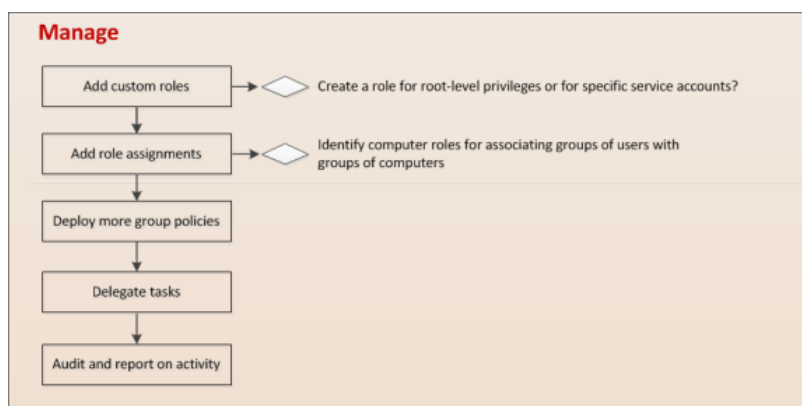 Manage
Add custom roles
Create a role for root-level privileges or for specific service accounts?
Add role assignments
Identify computer roles for associating groups of users with
groups of computers
Deploy more group policies
Delegate tasks
Audit and report on activity